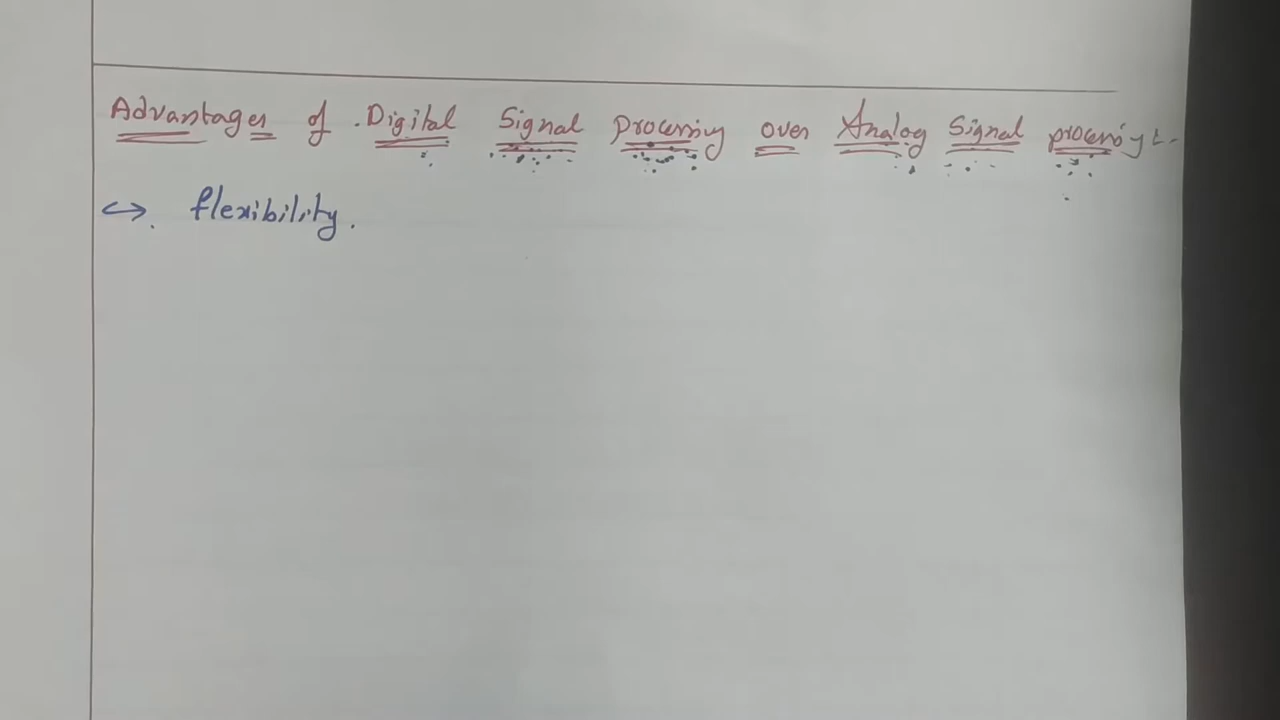 Advantages of Digital Signal Processing over Analog Signal processing :-
↔ flexibility.